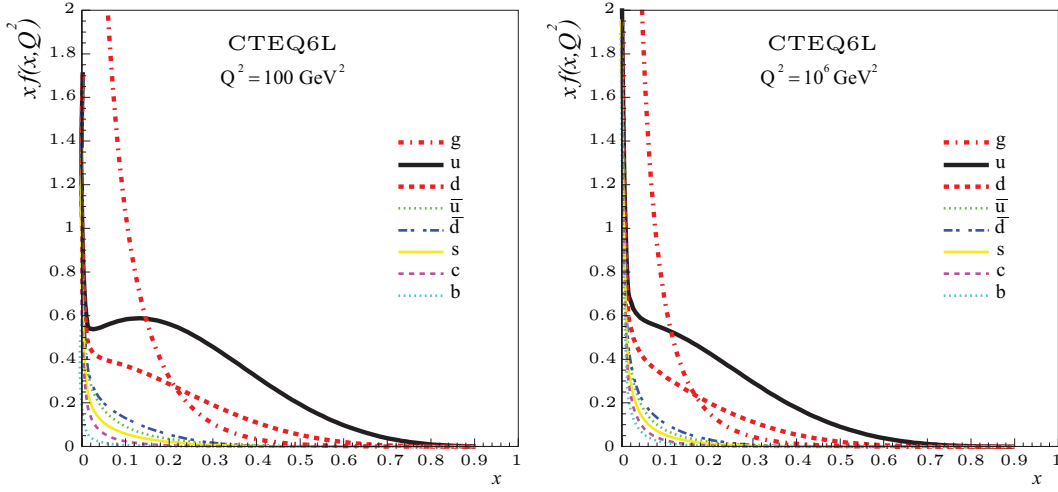 xf(x,Q²)
2
1.8
1.6
1.4
1.2
1
0.8
0.6
0.4
0.2
0
CTEQ6L
Q² = 100 GeV²
g
u
d
u̅
d̅
s
c
b
0 0.1 0.2 0.3 0.4 0.5 0.6 0.7 0.8 0.9 1
x
xf(x,Q²)
2
1.8
1.6
1.4
1.2
1
0.8
0.6
0.4
0.2
0
CTEQ6L
Q² = 10⁶ GeV²
g
u
d
u̅
d̅
s
c
b
0 0.1 0.2 0.3 0.4 0.5 0.6 0.7 0.8 0.9 1
x